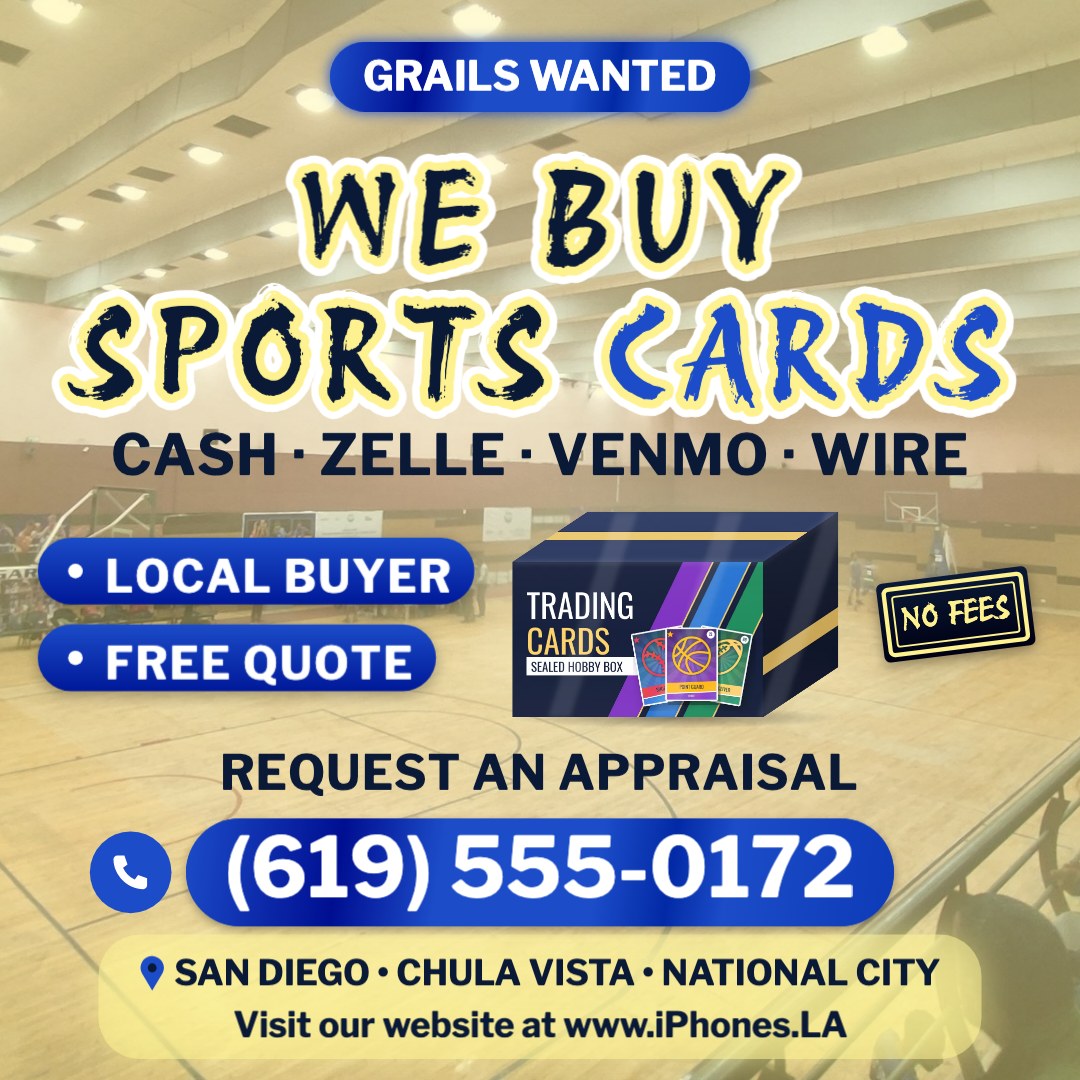 GRAILS WANTED
WE BUY
SPORTS CARDS
CASH · ZELLE · VENMO · WIRE
• LOCAL BUYER
• FREE QUOTE
TRADING
CARDS
SEALED HOBBY BOX
POINT GUARD
NO FEES
REQUEST AN APPRAISAL
(619) 555-0172
SAN DIEGO • CHULA VISTA • NATIONAL CITY
Visit our website at www.iPhones.LA